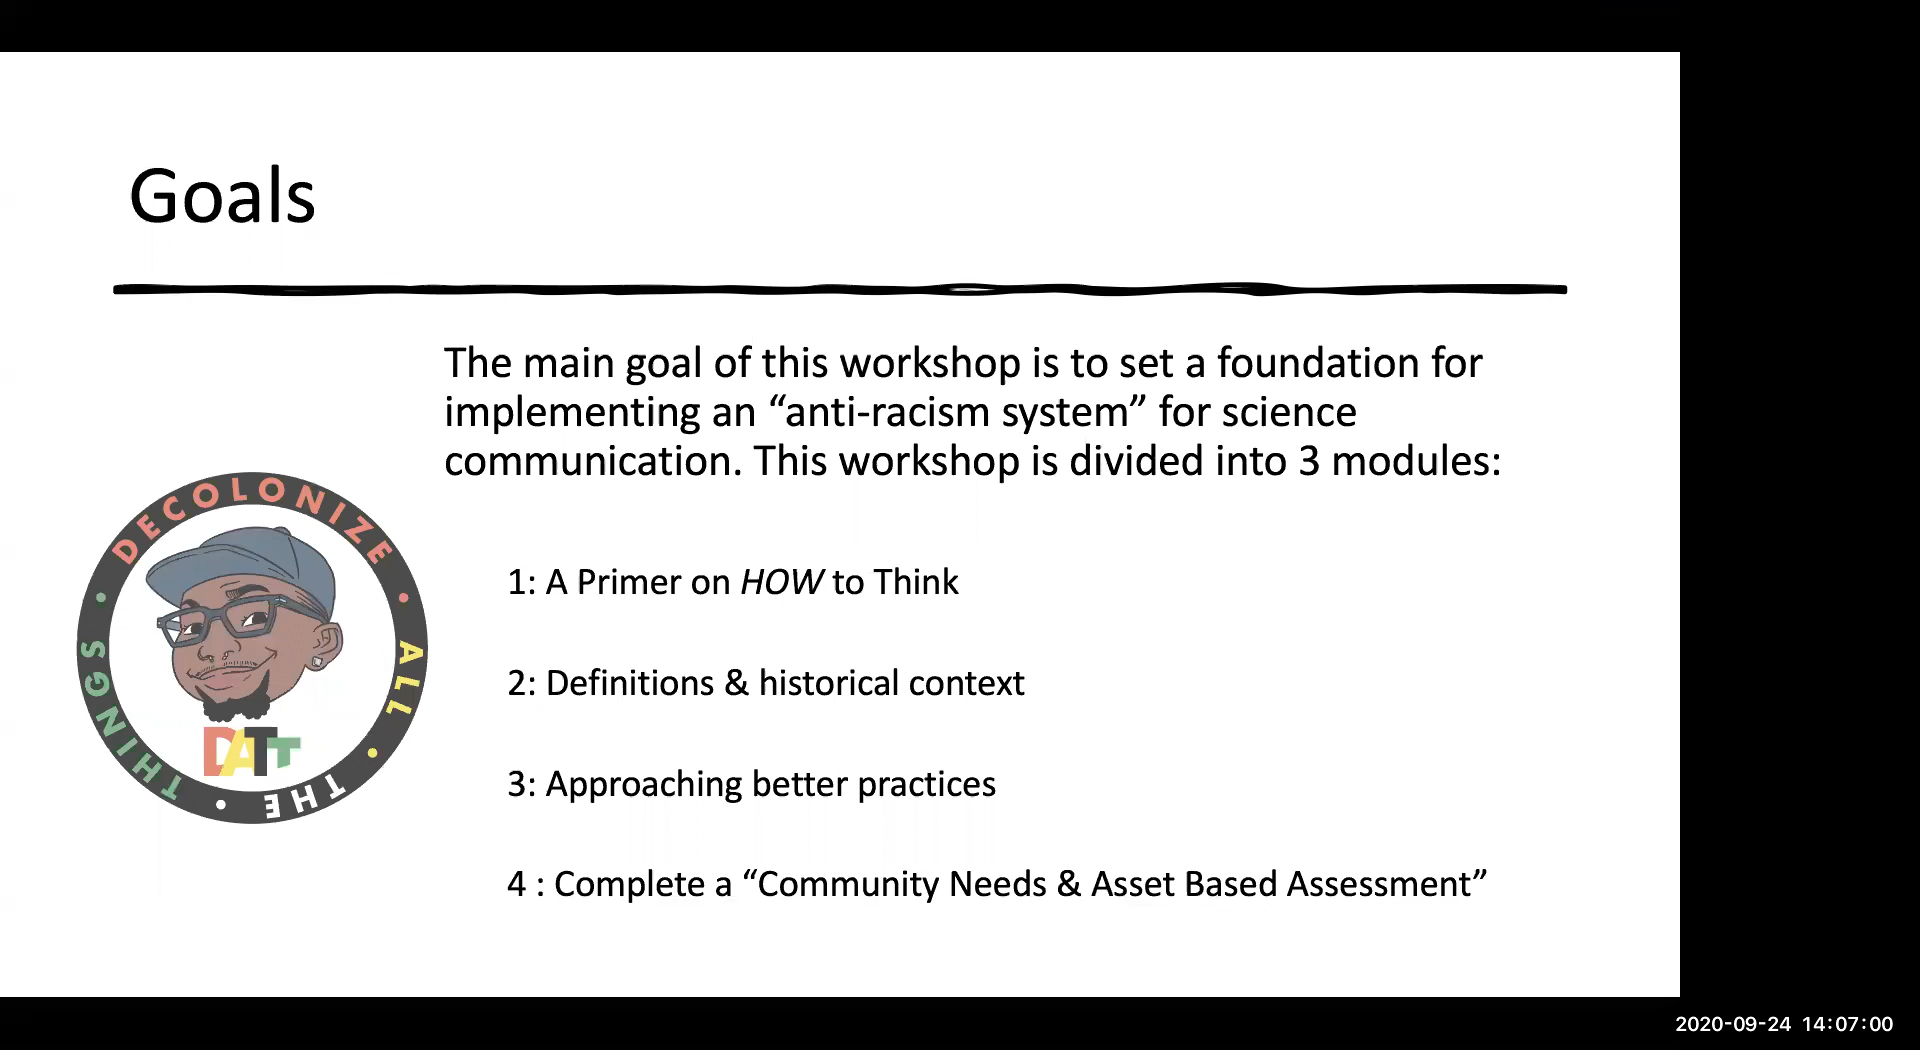 Goals
The main goal of this workshop is to set a foundation for
implementing an “anti-racism system” for science
communication. This workshop is divided into 3 modules:
1: A Primer on HOW to Think
2: Definitions & historical context
3: Approaching better practices
4 : Complete a “Community Needs & Asset Based Assessment”
DECOLONIZE • ALL • THE • THINGS •
DATT
2020-09-24 14:07:00